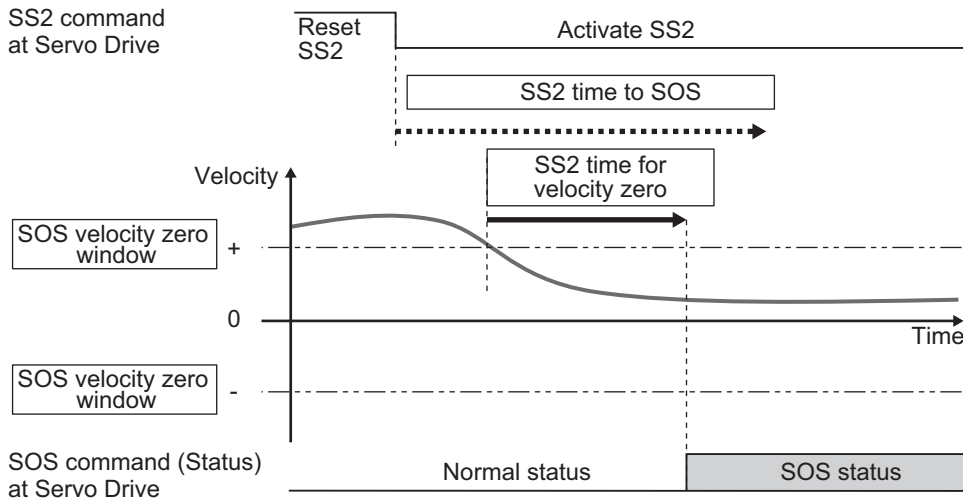 SS2 command
at Servo Drive
Reset
SS2
Activate SS2
SS2 time to SOS
SS2 time for
velocity zero
Velocity
SOS velocity zero
window
+
0
Time
SOS velocity zero
window
-
SOS command (Status)
at Servo Drive
Normal status
SOS status